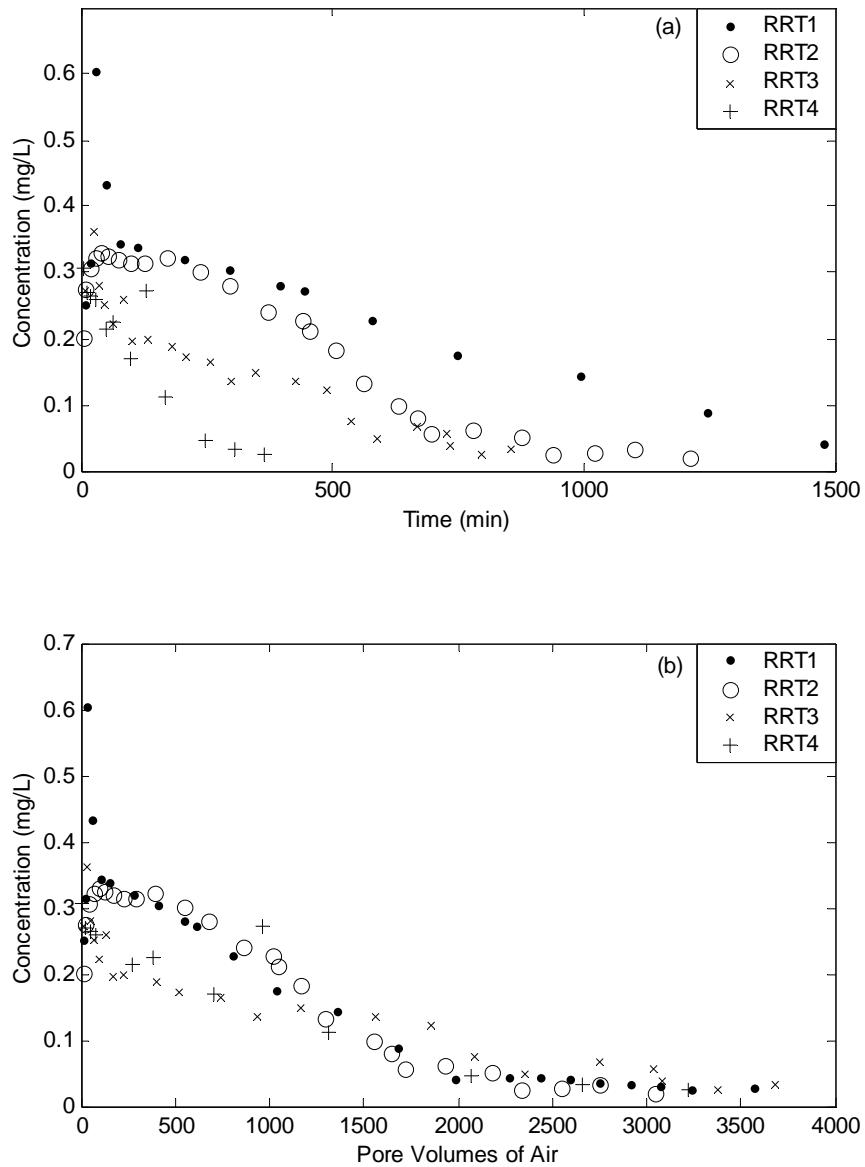 (a)
RRT1
RRT2
RRT3
RRT4
0.6
0.5
0.4
0.3
0.2
0.1
0
Concentration (mg/L)
0 500 1000 1500
Time (min)
(b)
RRT1
RRT2
RRT3
RRT4
0.7
0.6
0.5
0.4
0.3
0.2
0.1
0
Concentration (mg/L)
0 500 1000 1500 2000 2500 3000 3500 4000
Pore Volumes of Air